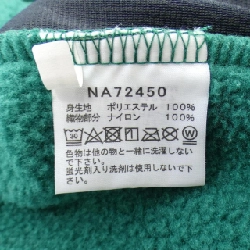 NA72450
身生地 ポリエステル 100%
織物部分 ナイロン 100%
色物は他の物と一緒に洗濯しないで
下さい。
蛍光剤入り洗剤は使用しないで下
さい。